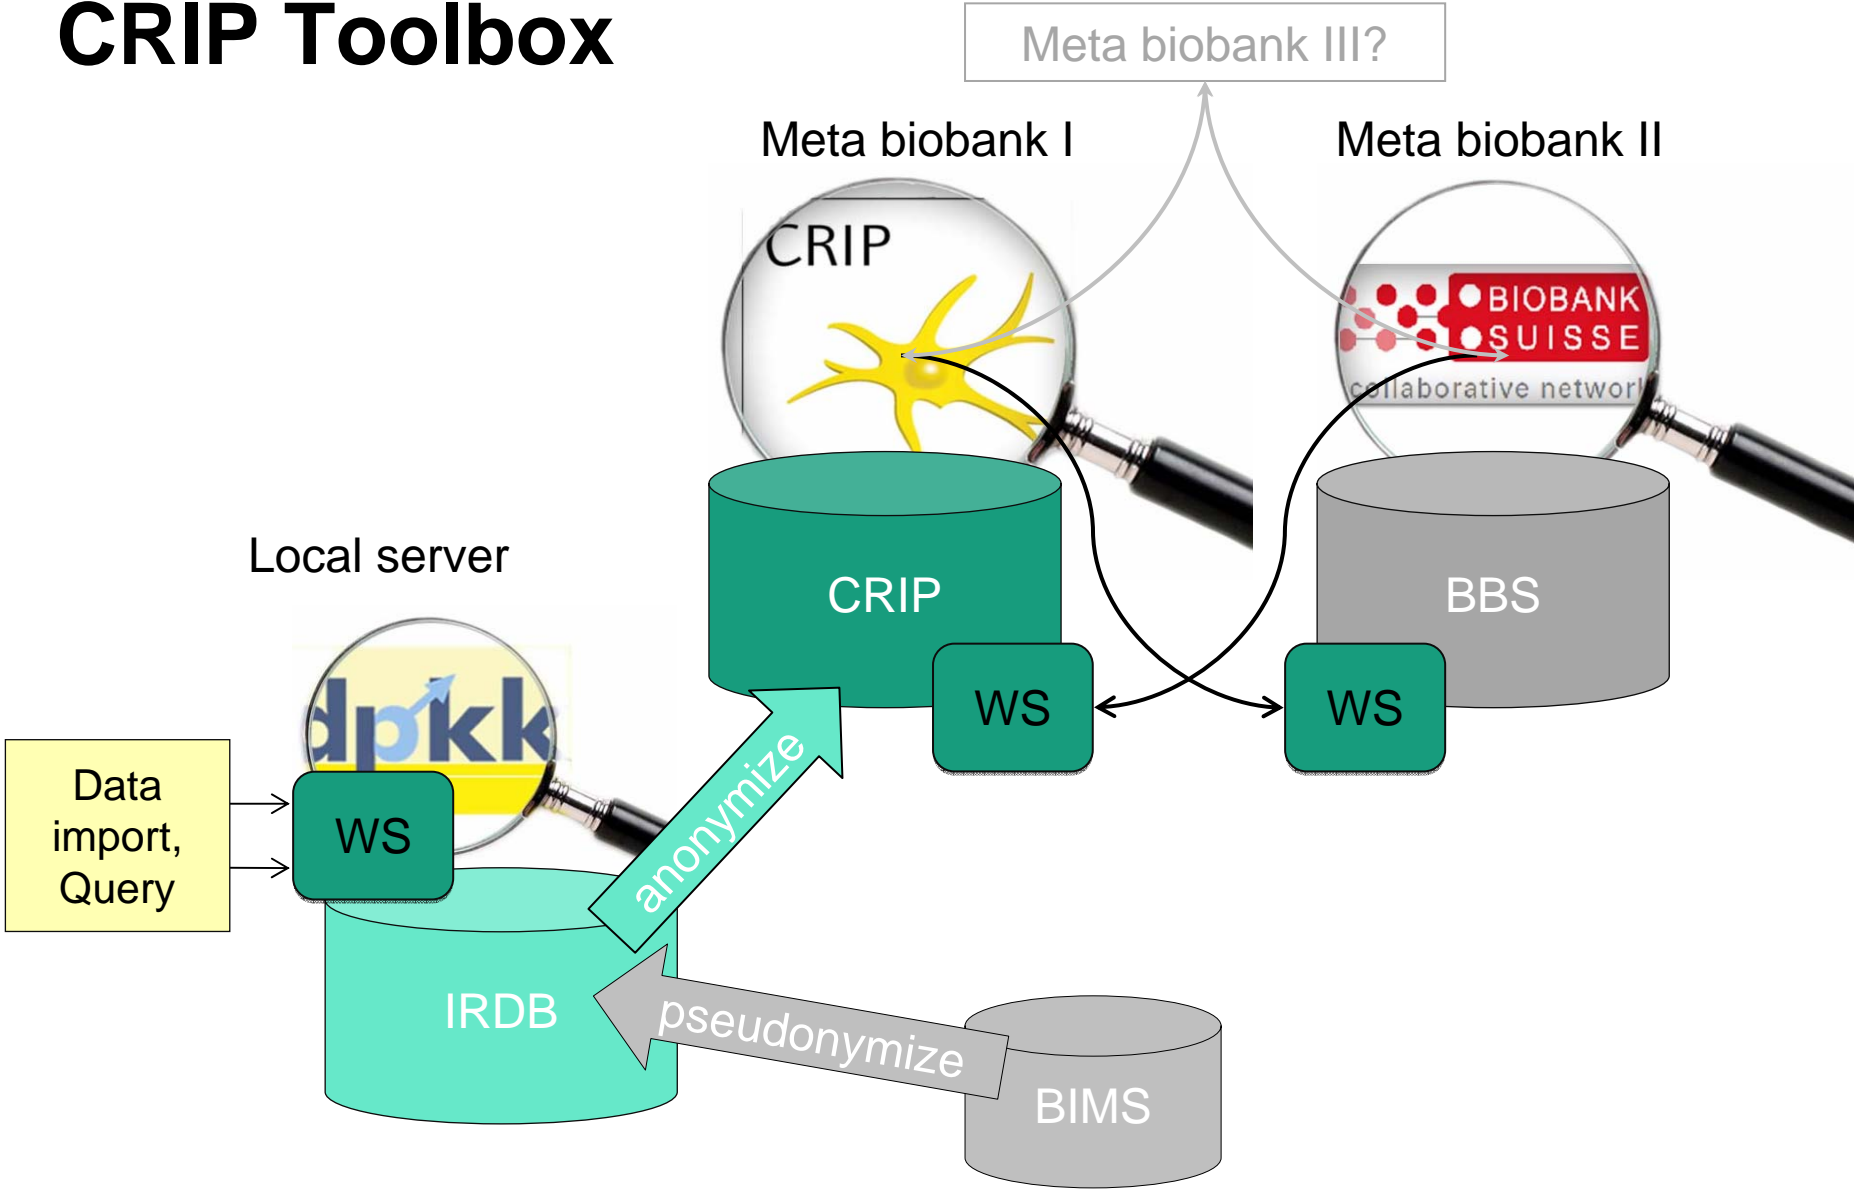 CRIP Toolbox
Meta biobank III?
Meta biobank I
Meta biobank II
CRIP
BIOBANK
SUISSE
collaborative network
Local server
CRIP
BBS
dpkk
WS
WS
Data
import,
Query
WS
anonymize
IRDB
pseudonymize
BIMS